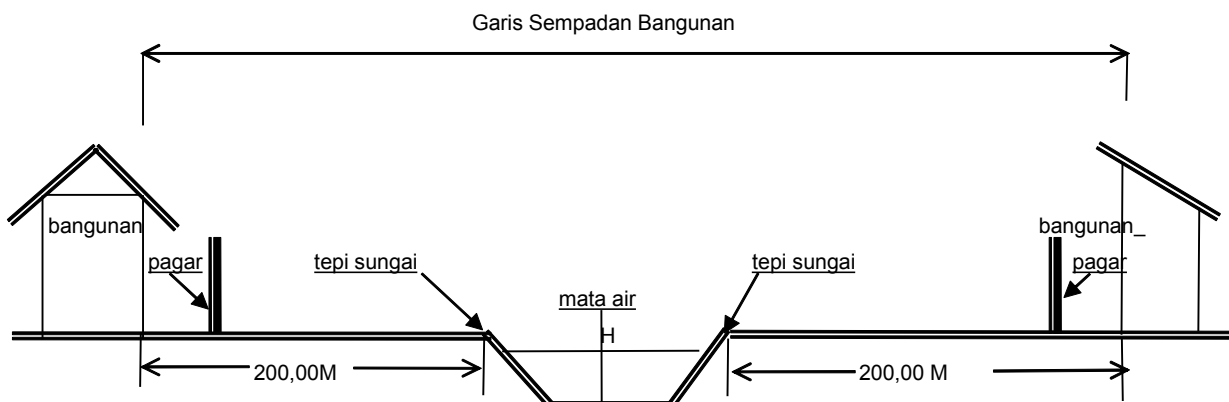 Garis Sempadan Bangunan
bangunan
bangunan_
pagar
tepi sungai
tepi sungai
pagar
mata air
H
200,00M
200,00 M